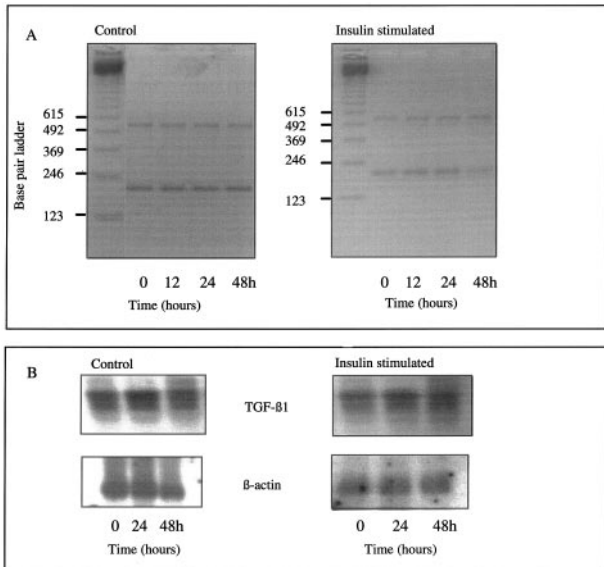 A
Control
Insulin stimulated
Base pair ladder
615
492
369
246
123
615
492
369
246
123
0 12 24 48h
Time (hours)
0 12 24 48h
Time (hours)
B
Control
Insulin stimulated
TGF-ß1
ß-actin
0 24 48h
Time (hours)
0 24 48h
Time (hours)